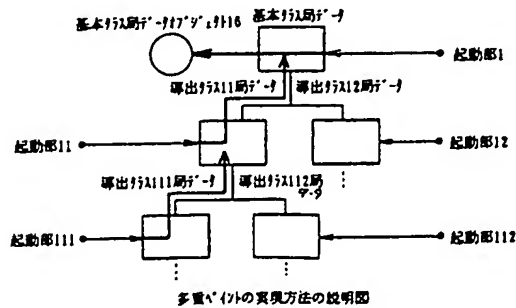 基本クラス局データオブジェクト16
基本クラス局データ
起動部1
導出クラス11局データ
導出クラス12局データ
起動部11
起動部12
導出クラス111局データ
導出クラス112局データ
起動部111
起動部112
多重ペイントの実現方法の説明図